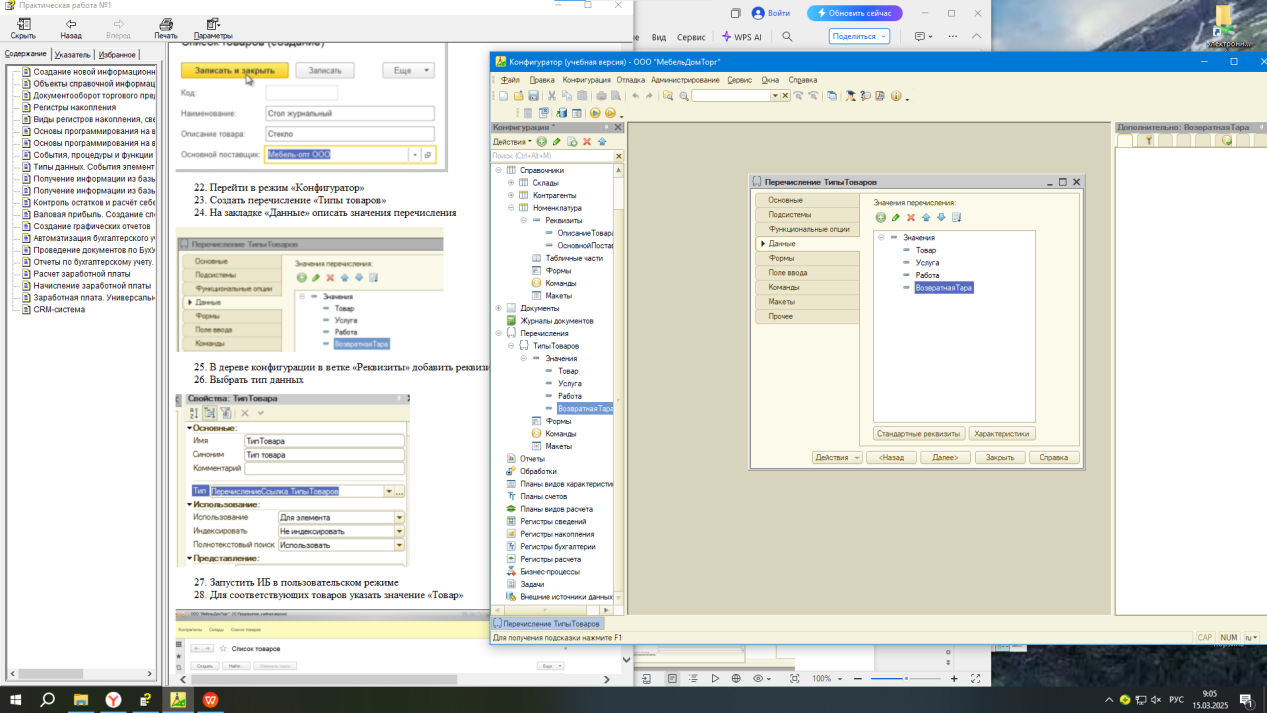 Практическая работа №1
Скрыть
Назад
Вперед
Печать
Параметры
Содержание
Указатель
Избранное
Создание новой информационн
Объекты справочной информац
Документооборот торгового пред
Регистры накопления
Виды регистров накопления, све
Основы программирования на в
Основы программирования на в
События, процедуры и функции
Типы данных. События элемент
Получение информации из базь
Получение информации из базь
Контроль остатков и расчёт себе
Валовая прибыль. Создание сло
Создание графических отчетов
Автоматизация бухгалтерского у
Проведение документов по БухУ
Отчеты по бухгалтерскому учету.
Расчет заработной платы
Начисление заработной платы
Заработная плата. Универсальн
CRM-система
Список товаров (создание)
Записать и закрыть
Записать
Еще
Код:
Наименование:
Стол журнальный
Описание товара:
Стекло
Основной поставщик:
Мебель-опт ООО
22. Перейти в режим «Конфигуратор»
23. Создать перечисление «Типы товаров»
24. На закладке «Данные» описать значения перечисления
Перечисление ТипыТоваров
Основные
Подсистемы
Функциональные опции
Данные
Формы
Поле ввода
Команды
Значения перечисления:
Значения
Товар
Услуга
Работа
ВозвратнаяТара
25. В дереве конфигурации в ветке «Реквизиты» добавить реквизи
26. Выбрать тип данных
Свойства: ТипТовара
Основные:
Имя
ТипТовара
Синоним
Тип товара
Комментарий
Тип
ПеречислениеСсылка.ТипыТоваров
Использование:
Использование
Для элемента
Индексировать
Не индексировать
Полнотекстовый поиск
Использовать
Представление:
27. Запустить ИБ в пользовательском режиме
28. Для соответствующих товаров указать значение «Товар»
Контрагенты
Склады
Список товаров
Список товаров
Создать
Найти...
Еще
Войти
Обновить сейчас
Вид
Сервис
WPS AI
Поделиться
Конфигуратор (учебная версия) - ООО "МебельДомТорг"
Файл
Правка
Конфигурация
Отладка
Администрирование
Сервис
Окна
Справка
Конфигурация *
Действия
Поиск (Ctrl+Alt+M)
Справочники
Склады
Контрагенты
Номенклатура
Реквизиты
ОписаниеТовара
ОсновнойПостав
Табличные части
Формы
Команды
Макеты
Документы
Журналы документов
Перечисления
ТипыТоваров
Значения
Товар
Услуга
Работа
ВозвратнаяТара
Формы
Команды
Макеты
Отчеты
Обработки
Планы видов характеристик
Планы счетов
Планы видов расчета
Регистры сведений
Регистры накопления
Регистры бухгалтерии
Регистры расчета
Бизнес-процессы
Задачи
Внешние источники данных
Перечисление ТипыТоваров
Основные
Подсистемы
Функциональные опции
Данные
Формы
Поле ввода
Команды
Макеты
Прочее
Значения перечисления:
Значения
Товар
Услуга
Работа
ВозвратнаяТара
Стандартные реквизиты
Характеристики
Действия
<Назад
Далее>
Закрыть
Справка
Дополнительно: ВозвратнаяТара
Перечисление ТипыТоваров
Для получения подсказки нажмите F1
CAP
NUM
ru
100%
РУС
9:05
15.03.2025